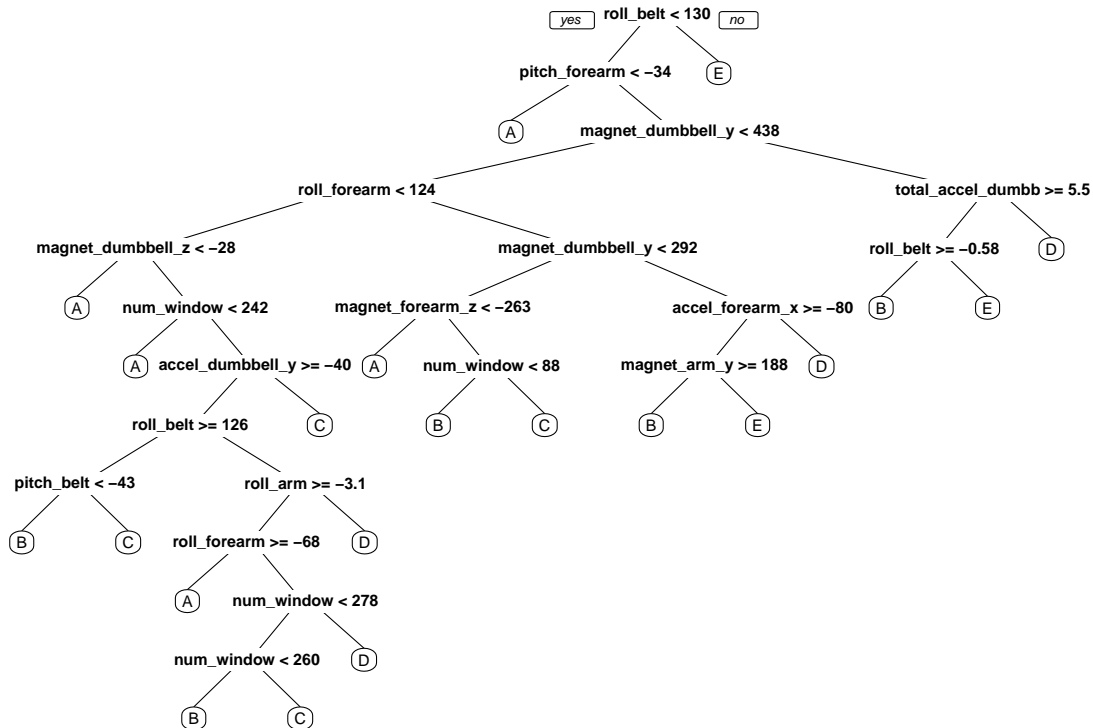 yes roll_belt < 130 no
pitch_forearm < −34 E
A magnet_dumbbell_y < 438
roll_forearm < 124 total_accel_dumbb >= 5.5
magnet_dumbbell_z < −28 magnet_dumbbell_y < 292 roll_belt >= −0.58 D
A num_window < 242 magnet_forearm_z < −263 accel_forearm_x >= −80 B E
A accel_dumbbell_y >= −40 A num_window < 88 magnet_arm_y >= 188 D
roll_belt >= 126 C B C B E
pitch_belt < −43 roll_arm >= −3.1
B C roll_forearm >= −68 D
A num_window < 278
num_window < 260 D
B C